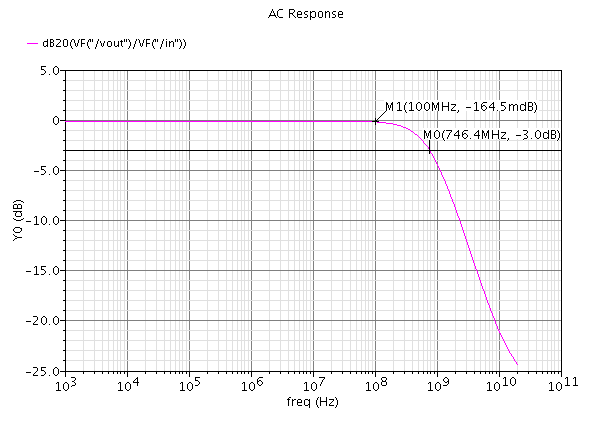 AC Response
— dB20(VF("/vout")/VF("/in"))
5.0
M1(100MHz, -164.5mdB)
0
M0(746.4MHz, -3.0dB)
-5.0
Y0 (dB)
-10.0
-15.0
-20.0
-25.0
10³ 10⁴ 10⁵ 10⁶ 10⁷ 10⁸ 10⁹ 10¹⁰ 10¹¹
freq (Hz)